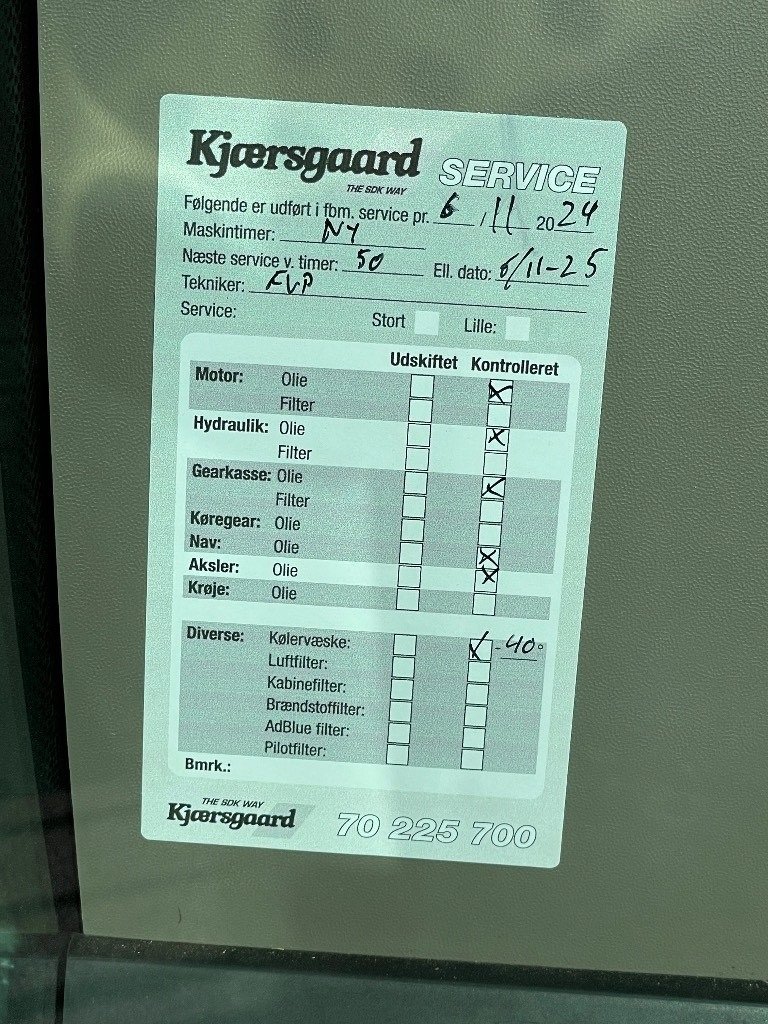 Kjærsgaard SERVICE
THE SDK WAY
Følgende er udført i fbm. service pr. 6 / 11 2024
Maskintimer: NY
Næste service v. timer: 50 Ell. dato: 6/11-25
Tekniker: FVP
Service: Stort Lille:
Udskiftet Kontrolleret
Motor: Olie
Filter
Hydraulik: Olie
Filter
Gearkasse: Olie
Filter
Køregear: Olie
Nav: Olie
Aksler: Olie
Krøje: Olie
Diverse: Kølervæske: -40°
Luftfilter:
Kabinefilter:
Brændstoffilter:
AdBlue filter:
Pilotfilter:
Bmrk.:
THE SDK WAY
Kjærsgaard 70 225 700